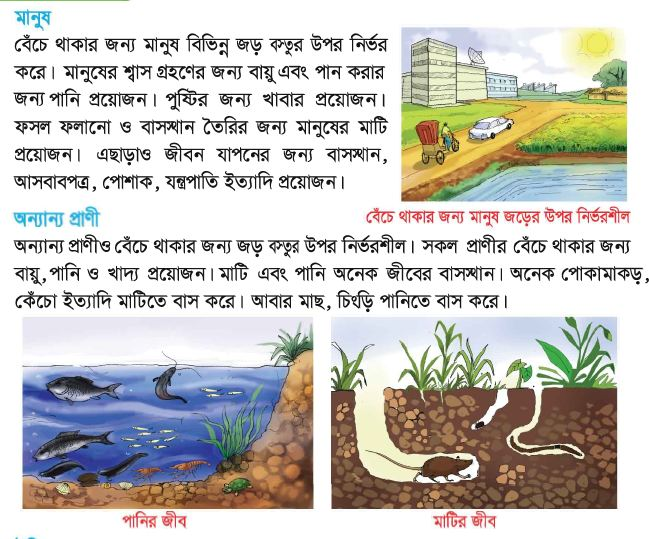 মানুষ
বেঁচে থাকার জন্য মানুষ বিভিন্ন জড় বস্তুর উপর নির্ভর
করে। মানুষের শ্বাস গ্রহণের জন্য বায়ু এবং পান করার
জন্য পানি প্রয়োজন। পুষ্টির জন্য খাবার প্রয়োজন।
ফসল ফলানো ও বাসস্থান তৈরির জন্য মানুষের মাটি
প্রয়োজন। এছাড়াও জীবন যাপনের জন্য বাসস্থান,
আসবাবপত্র, পোশাক, যন্ত্রপাতি ইত্যাদি প্রয়োজন।
বেঁচে থাকার জন্য মানুষ জড়ের উপর নির্ভরশীল
অন্যান্য প্রাণী
অন্যান্য প্রাণীও বেঁচে থাকার জন্য জড় বস্তুর উপর নির্ভরশীল। সকল প্রাণীর বেঁচে থাকার জন্য
বায়ু, পানি ও খাদ্য প্রয়োজন। মাটি এবং পানি অনেক জীবের বাসস্থান। অনেক পোকামাকড়,
কেঁচো ইত্যাদি মাটিতে বাস করে। আবার মাছ, চিংড়ি পানিতে বাস করে।
পানির জীব
মাটির জীব